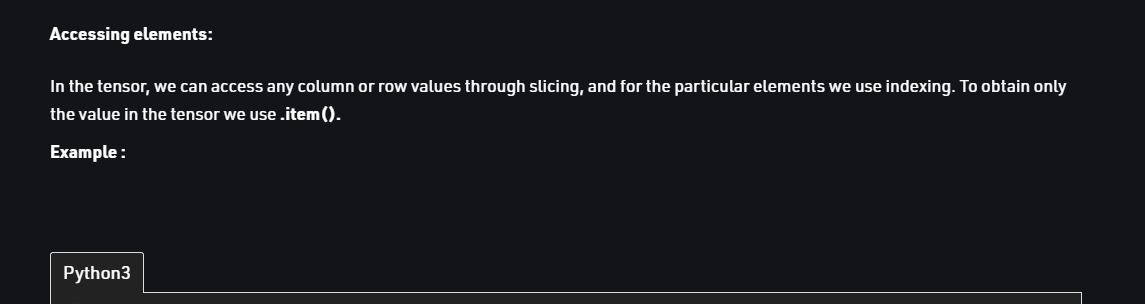 Accessing elements:
In the tensor, we can access any column or row values through slicing, and for the particular elements we use indexing. To obtain only
the value in the tensor we use .item().
Example :
Python3